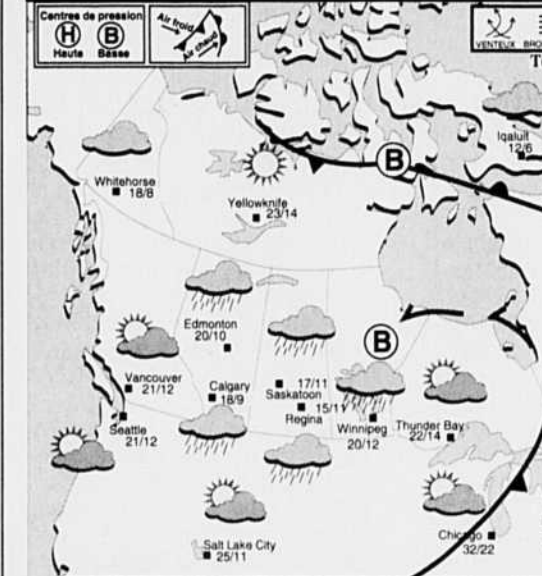 Centres de pression
H B
Haute Basse
Air froid
Air chaud
VENTEUX
Iqaluit
12/6
B
Whitehorse
18/8
Yellowknife
23/14
Edmonton
20/10
B
Vancouver
21/12
Calgary
18/9
17/11
Saskatoon
15/11
Regina
Winnipeg
20/12
Thunder Bay
22/14
Seattle
21/12
Salt Lake City
25/11
Chicago
32/22